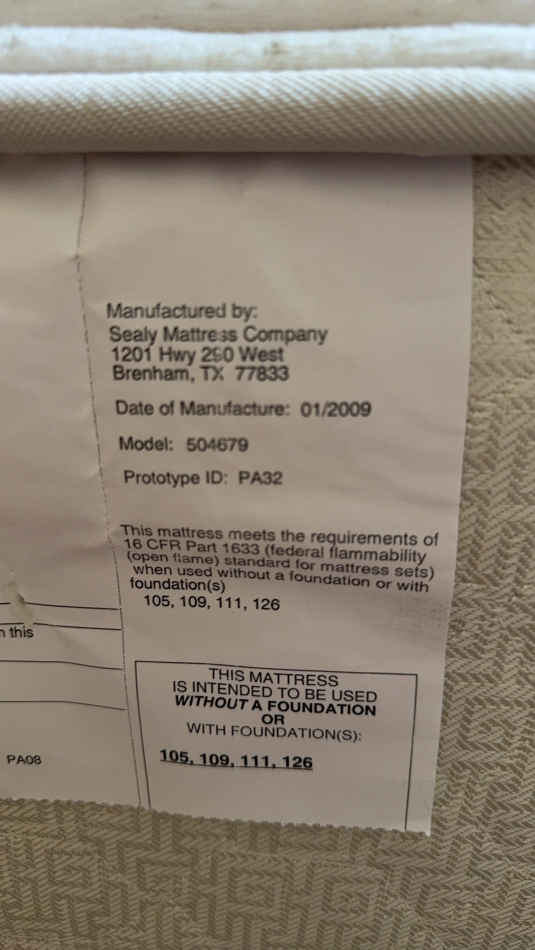 Manufactured by:
Sealy Mattress Company
1201 Hwy 290 West
Brenham, TX 77833
Date of Manufacture: 01/2009
Model: 504679
Prototype ID: PA32
This mattress meets the requirements of
16 CFR Part 1633 (federal flammability
(open flame) standard for mattress sets)
when used without a foundation or with
foundation(s)
105, 109, 111, 126
THIS MATTRESS
IS INTENDED TO BE USED
WITHOUT A FOUNDATION
OR
WITH FOUNDATION(S):
105, 109, 111, 126
this
PA08